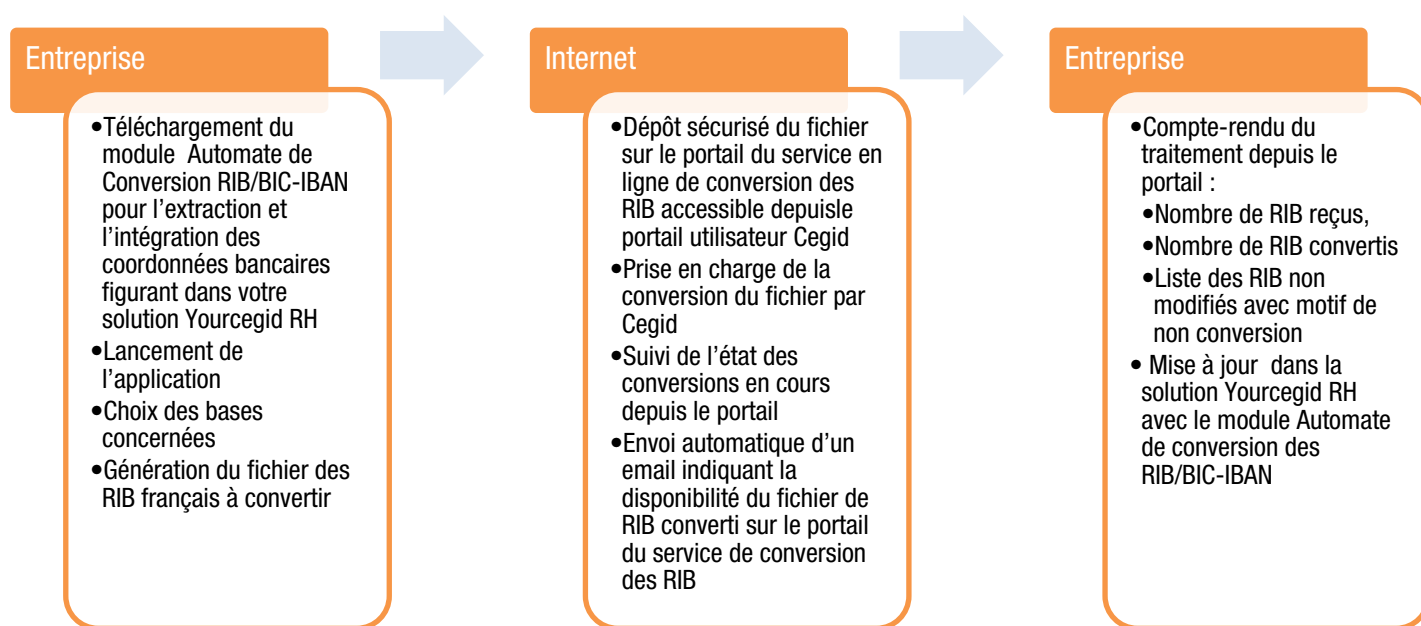 Entreprise
•Téléchargement du
module Automate de
Conversion RIB/BIC-IBAN
pour l’extraction et
l’intégration des
coordonnées bancaires
figurant dans votre
solution Yourcegid RH
•Lancement de
l’application
•Choix des bases
concernées
•Génération du fichier des
RIB français à convertir
Internet
•Dépôt sécurisé du fichier
sur le portail du service en
ligne de conversion des
RIB accessible depuisle
portail utilisateur Cegid
•Prise en charge de la
conversion du fichier par
Cegid
•Suivi de l’état des
conversions en cours
depuis le portail
•Envoi automatique d’un
email indiquant la
disponibilité du fichier de
RIB converti sur le portail
du service de conversion
des RIB
Entreprise
•Compte-rendu du
traitement depuis le
portail :
•Nombre de RIB reçus,
•Nombre de RIB convertis
•Liste des RIB non
modifiés avec motif de
non conversion
• Mise à jour dans la
solution Yourcegid RH
avec le module Automate
de conversion des
RIB/BIC-IBAN